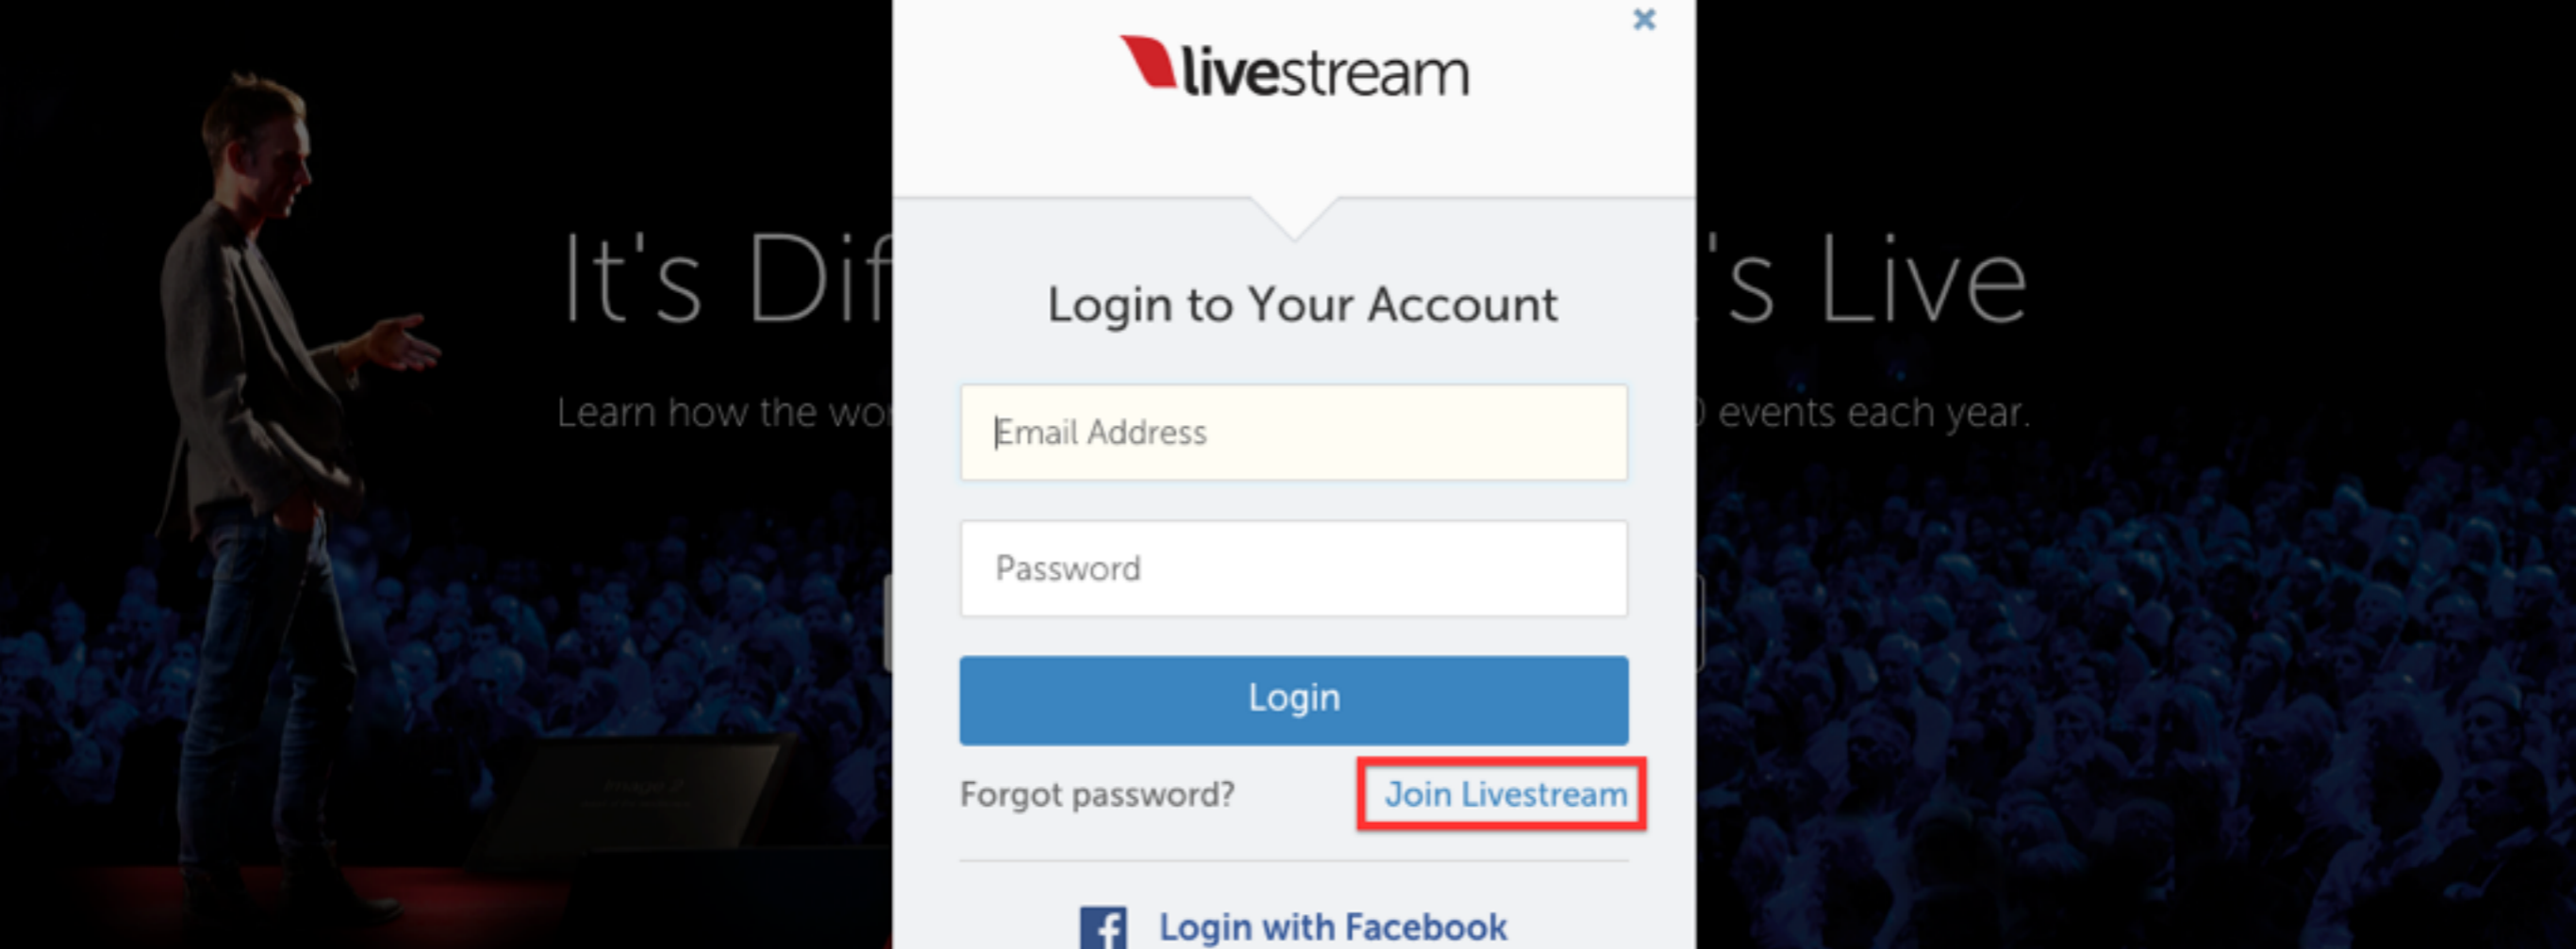 livestream
It's Dif
's Live
Login to Your Account
Learn how the wor
events each year.
Email Address
Password
Login
Forgot password?
Join Livestream
Login with Facebook